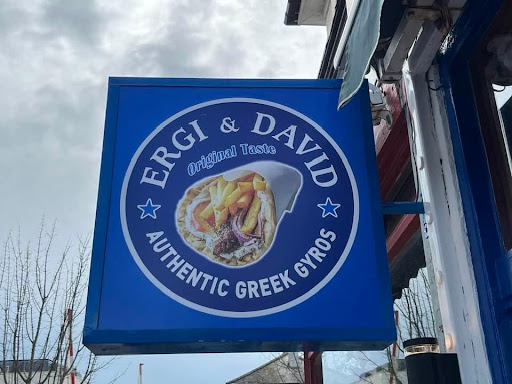 ERGI & DAVID
Original Taste
AUTHENTIC GREEK GYROS